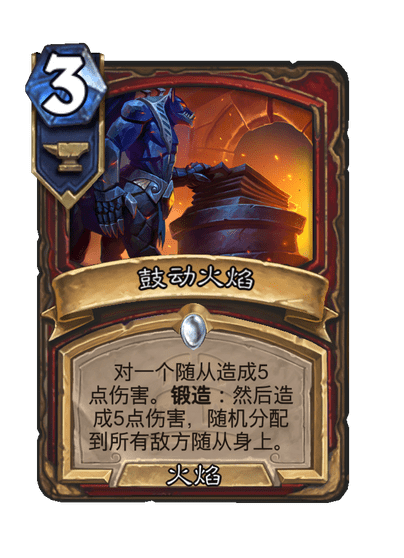 3
鼓动火焰
对一个随从造成5
点伤害。锻造：然后造
成5点伤害，随机分配
到所有敌方随从身上。
火焰